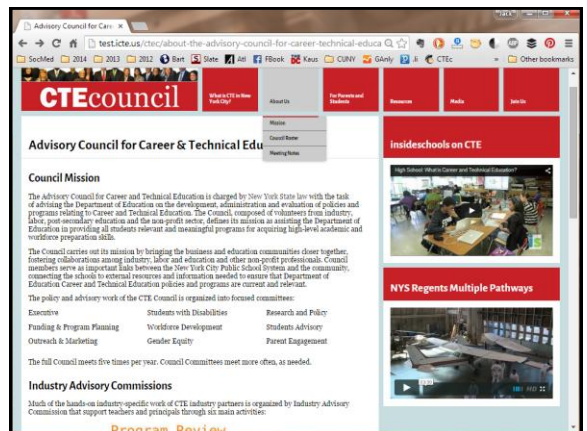 Advisory Council for Care
test.icte.us/ctec/about-the-advisory-council-for-career-technical-educa
SocMed 2014 2013 2012 Bart Slate Atl FBook Kaus CUNY GAnly Ji CTEc » Other bookmarks
CTEcouncil
What is CTE in New York City?
About Us
For Parents and Students
Resources
Media
Join Us
Mission
Council Roster
Meeting Notes
Advisory Council for Career & Technical Edu
Council Mission
The Advisory Council for Career and Technical Education is charged by New York State law with the task
of advising the Department of Education on the development, administration and evaluation of policies and
programs relating to Career and Technical Education. The Council, composed of volunteers from industry,
labor, post-secondary education and the non-profit sector, defines its mission as assisting the Department of
Education in providing all students relevant and meaningful programs for acquiring high-level academic and
workforce preparation skills.
The Council carries out its mission by bringing the business and education communities closer together,
fostering collaborations among industry, labor and education and other non-profit professionals. Council
members serve as important links between the New York City Public School System and the community,
connecting the schools to external resources and information needed to ensure that Department of
Education Career and Technical Education policies and programs are current and relevant.
The policy and advisory work of the CTE Council is organized into focused committees:
Executive Students with Disabilities Research and Policy
Funding & Program Planning Workforce Development Students Advisory
Outreach & Marketing Gender Equity Parent Engagement
The full Council meets five times per year. Council Committees meet more often, as needed.
Industry Advisory Commissions
Much of the hands-on industry-specific work of CTE industry partners is organized by Industry Advisory
Commission that support teachers and principals through six main activities:
Program Review
insideschools on CTE
High School: What is Career and Technical Education?
NYS Regents Multiple Pathways
HD